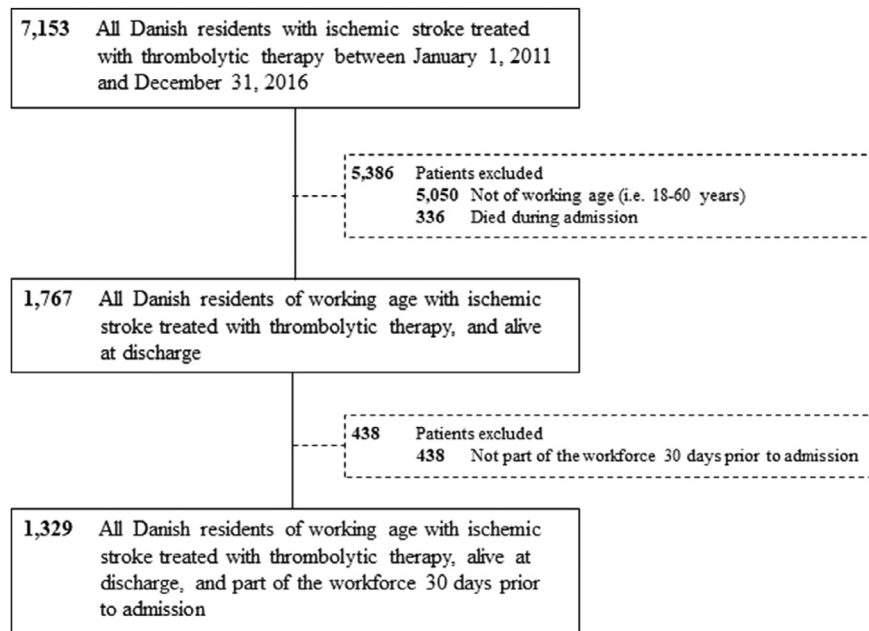 7,153 All Danish residents with ischemic stroke treated
with thrombolytic therapy between January 1, 2011
and December 31, 2016
5,386 Patients excluded
5,050 Not of working age (i.e. 18-60 years)
336 Died during admission
1,767 All Danish residents of working age with ischemic
stroke treated with thrombolytic therapy, and alive
at discharge
438 Patients excluded
438 Not part of the workforce 30 days prior to admission
1,329 All Danish residents of working age with ischemic
stroke treated with thrombolytic therapy, alive at
discharge, and part of the workforce 30 days prior
to admission